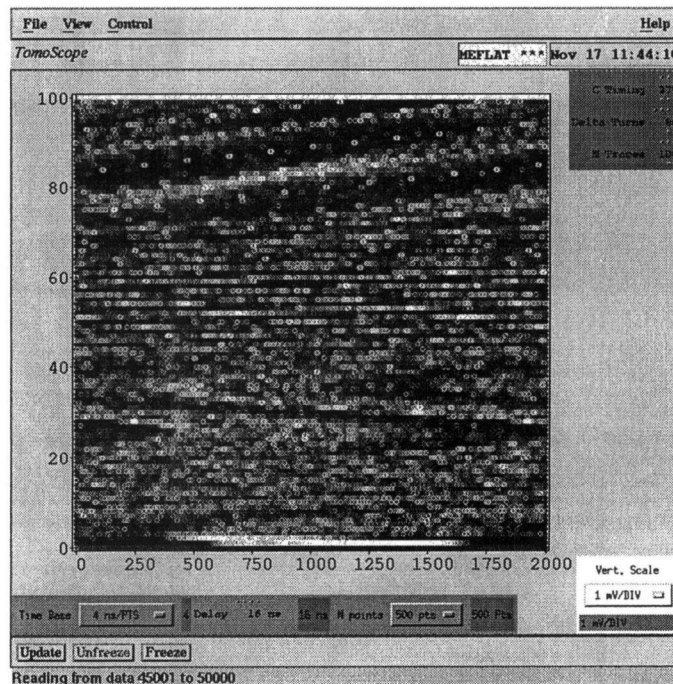 File View Control Help
TomoScope MEFLAT *** Nov 17 11:44:10
C Timing
Delta Turns
N Traces
100
80
60
40
20
0
0 250 500 750 1000 1250 1500 1750 2000
Vert. Scale
1 mV/DIV
1 mV/DIV
Time Base 4 ns/PTS 4 Delay 16 ns 16 ns N points 500 pts 500 Pts
Update Unfreeze Freeze
Reading from data 45001 to 50000